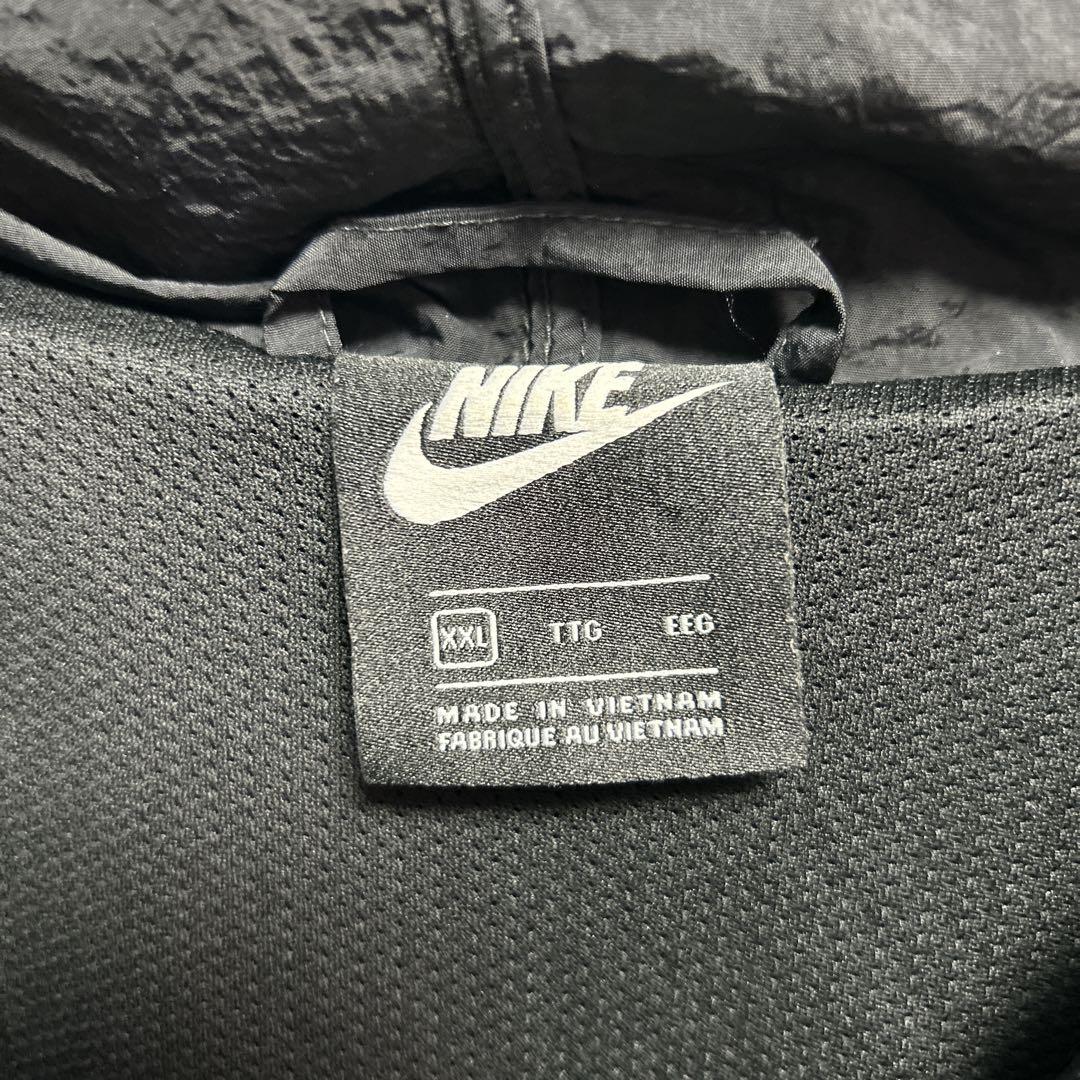 NIKE
XXL TTG EEG
MADE IN VIETNAM
FABRIQUE AU VIETNAM